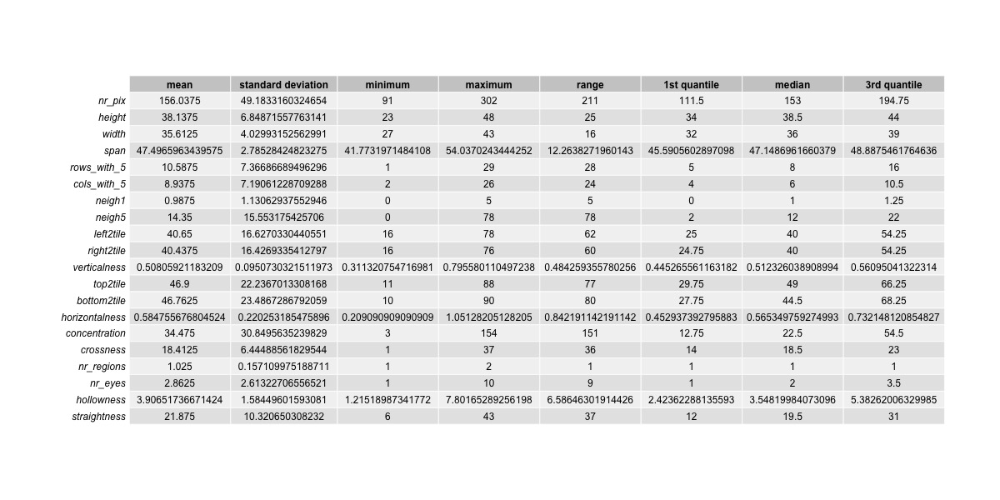 mean standard deviation minimum maximum range 1st quantile median 3rd quantile
nr_pix 156.0375 49.1833160324654 91 302 211 111.5 153 194.75
height 38.1375 6.84871557763141 23 48 25 34 38.5 44
width 35.6125 4.02993152562991 27 43 16 32 36 39
span 47.4965963439575 2.78528424823275 41.7731971484108 54.0370243444252 12.2638271960143 45.5905602897098 47.1486961660379 48.8875461764636
rows_with_5 10.5875 7.36686689496296 1 29 28 5 8 16
cols_with_5 8.9375 7.19061228709288 2 26 24 4 6 10.5
neigh1 0.9875 1.13062937552946 0 5 5 0 1 1.25
neigh5 14.35 15.553175425706 0 78 78 2 12 22
left2tile 40.65 16.6270330440551 16 78 62 25 40 54.25
right2tile 40.4375 16.4269335412797 16 76 60 24.75 40 54.25
verticalness 0.50805921183209 0.0950730321511973 0.311320754716981 0.795580110497238 0.484259355780256 0.445265561163182 0.512326038908994 0.56095041322314
top2tile 46.9 22.2367013308168 11 88 77 29.75 49 66.25
bottom2tile 46.7625 23.4867286792059 10 90 80 27.75 44.5 68.25
horizontalness 0.584755676804524 0.220253185475896 0.209090909090909 1.05128205128205 0.842191142191142 0.452937392795883 0.565349759274993 0.732148120854827
concentration 34.475 30.8495635239829 3 154 151 12.75 22.5 54.5
crossness 18.4125 6.44488561829544 1 37 36 14 18.5 23
nr_regions 1.025 0.157109975188711 1 2 1 1 1 1
nr_eyes 2.8625 2.61322706556521 1 10 9 1 2 3.5
hollowness 3.90651736671424 1.58449601593081 1.21518987341772 7.80165289256198 6.58646301914426 2.42362288135593 3.54819984073096 5.38262006329985
straightness 21.875 10.320650308232 6 43 37 12 19.5 31